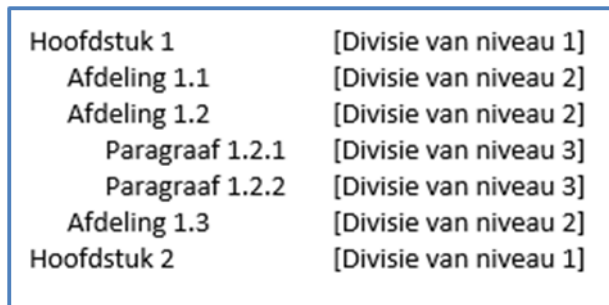 Hoofdstuk 1 [Divisie van niveau 1]
Afdeling 1.1 [Divisie van niveau 2]
Afdeling 1.2 [Divisie van niveau 2]
Paragraaf 1.2.1 [Divisie van niveau 3]
Paragraaf 1.2.2 [Divisie van niveau 3]
Afdeling 1.3 [Divisie van niveau 2]
Hoofdstuk 2 [Divisie van niveau 1]